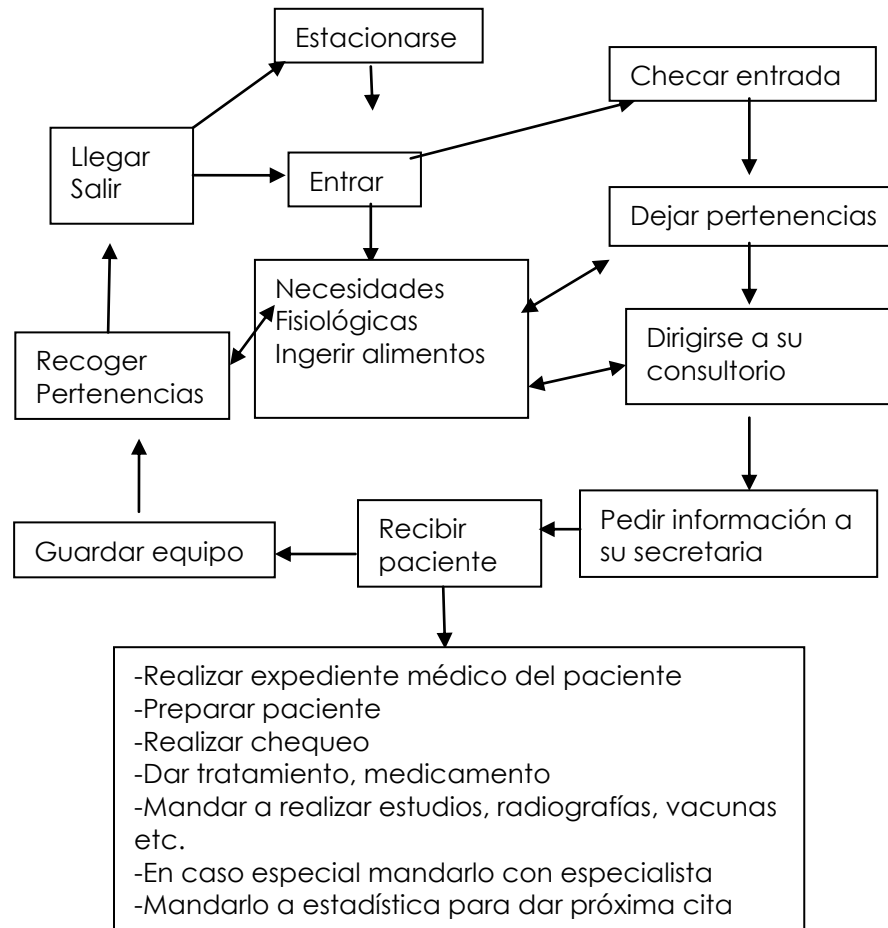 Estacionarse
Checar entrada
Llegar
Salir
Entrar
Dejar pertenencias
Necesidades
Fisiológicas
Ingerir alimentos
Recoger
Pertenencias
Dirigirse a su
consultorio
Guardar equipo
Recibir
paciente
Pedir información a
su secretaria
-Realizar expediente médico del paciente
-Preparar paciente
-Realizar chequeo
-Dar tratamiento, medicamento
-Mandar a realizar estudios, radiografías, vacunas
etc.
-En caso especial mandarlo con especialista
-Mandarlo a estadística para dar próxima cita